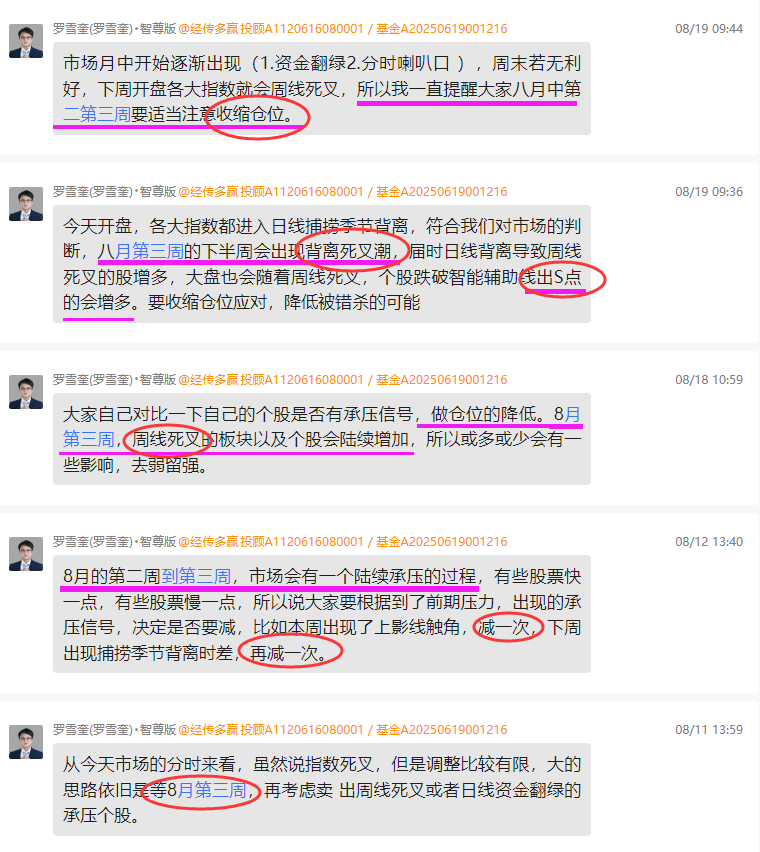 罗雪奎(罗雪奎)·智尊版 @经传多赢投顾A1120616080001 / 基金A20250619001216 08/19 09:44
市场月中开始逐渐出现（1.资金翻绿2.分时喇叭口 ），周末若无利
好，下周开盘各大指数就会周线死叉，所以我一直提醒大家八月中第
二第三周要适当注意收缩仓位。
罗雪奎(罗雪奎)·智尊版 @经传多赢投顾A1120616080001 / 基金A20250619001216 08/19 09:36
今天开盘，各大指数都进入日线捕捞季节背离，符合我们对市场的判
断，八月第三周的下半周会出现背离死叉潮，届时日线背离导致周线
死叉的股增多，大盘也会随着周线死叉，个股跌破智能辅助线出S点
的会增多。要收缩仓位应对，降低被错杀的可能
罗雪奎(罗雪奎)·智尊版 @经传多赢投顾A1120616080001 / 基金A20250619001216 08/18 10:59
大家自己对比一下自己的个股是否有承压信号，做仓位的降低。8月
第三周，周线死叉的板块以及个股会陆续增加，所以或多或少会有一
些影响，去弱留强。
罗雪奎(罗雪奎)·智尊版 @经传多赢投顾A1120616080001 / 基金A20250619001216 08/12 13:40
8月的第二周到第三周，市场会有一个陆续承压的过程，有些股票快
一点，有些股票慢一点，所以说大家要根据到了前期压力，出现的承
压信号，决定是否要减，比如本周出现了上影线触角，减一次，下周
出现捕捞季节背离时差，再减一次。
罗雪奎(罗雪奎)·智尊版 @经传多赢投顾A1120616080001 / 基金A20250619001216 08/11 13:59
从今天市场的分时来看，虽然说指数死叉，但是调整比较有限，大的
思路依旧是等8月第三周，再考虑卖 出周线死叉或者日线资金翻绿的
承压个股。